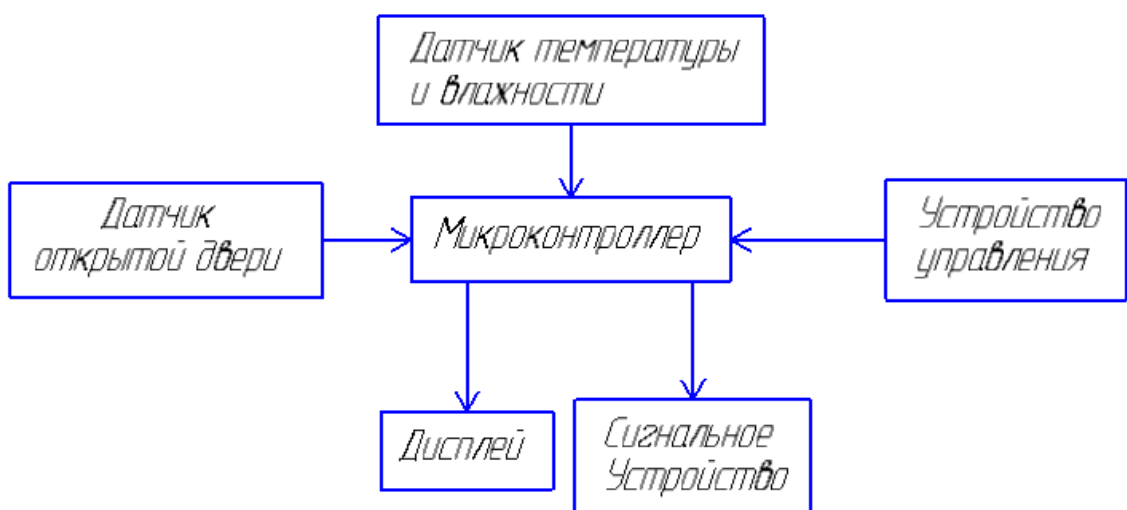 Датчик температуры
и влажности
Датчик
открытой двери
Микроконтроллер
Устройство
управления
Дисплей
Сигнальное
Устройство